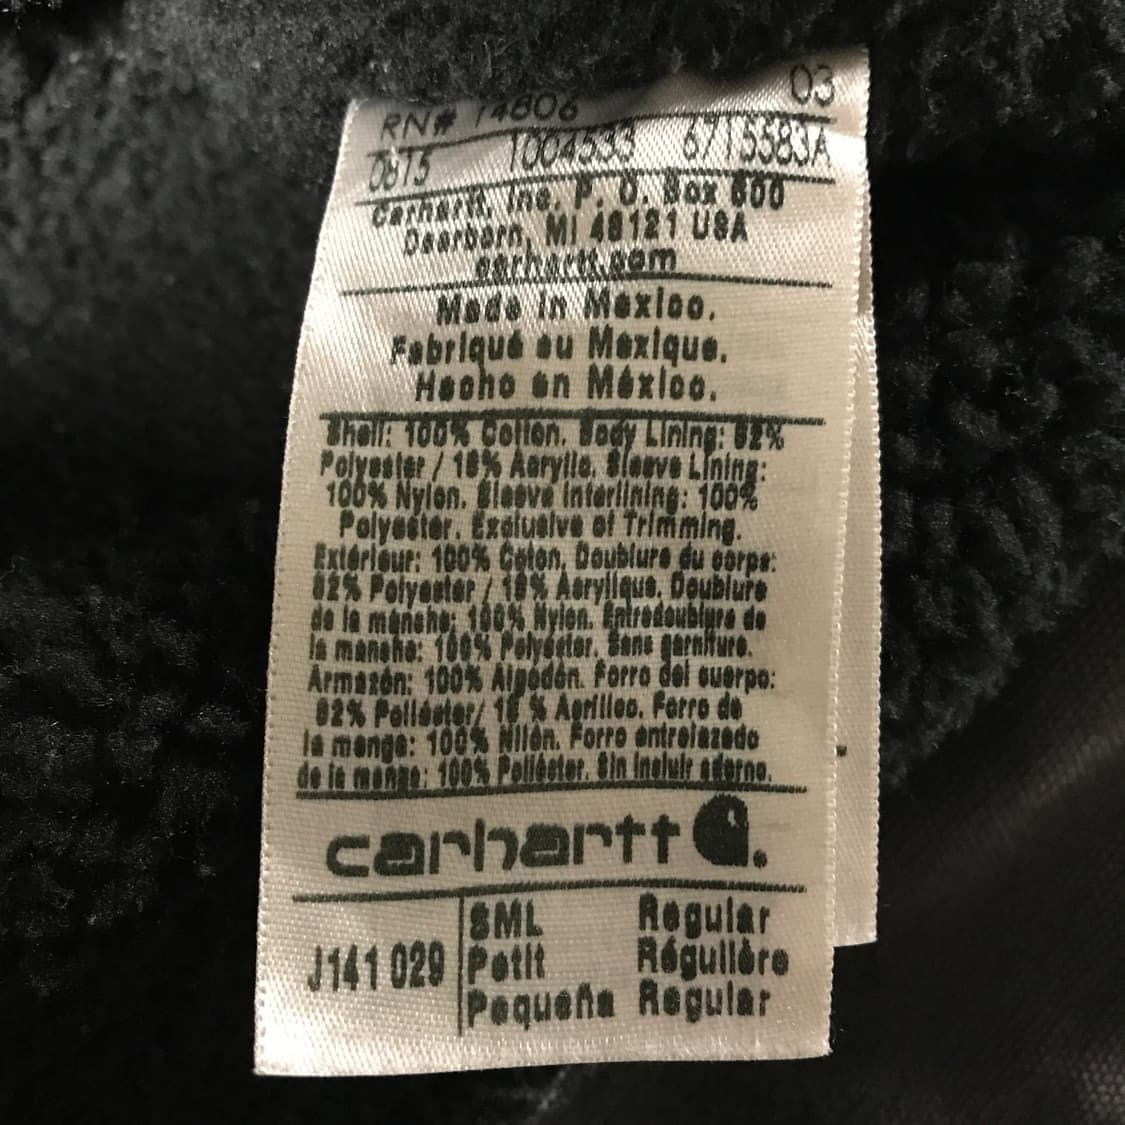 RN# 14806 03
0815 1004533 6715583A
Carhartt, Inc. P. O. Box 600
Dearborn, MI 48121 USA
carhartt.com
Made in Mexico.
Fabriqué au Mexique.
Hecho en México.
Shell: 100% Cotton. Body Lining: 82%
Polyester / 18% Acrylic. Sleeve Lining:
100% Nylon. Sleeve Interlining: 100%
Polyester. Exclusive of Trimming.
Extérieur: 100% Coton. Doublure du corps:
82% Polyester / 18% Acrylique. Doublure
de la manche: 100% Nylon. Entredoublure de
la manche: 100% Polyester. Sans garniture.
Armazón: 100% Algodón. Forro del cuerpo:
82% Poliéster/ 18 % Acrílico. Forro de
la manga: 100% Nilón. Forro entrelazado
de la manga: 100% Poliéster. Sin incluir adorno.
carhartt
J141 029
SML Regular
Petit Régulière
Pequeña Regular